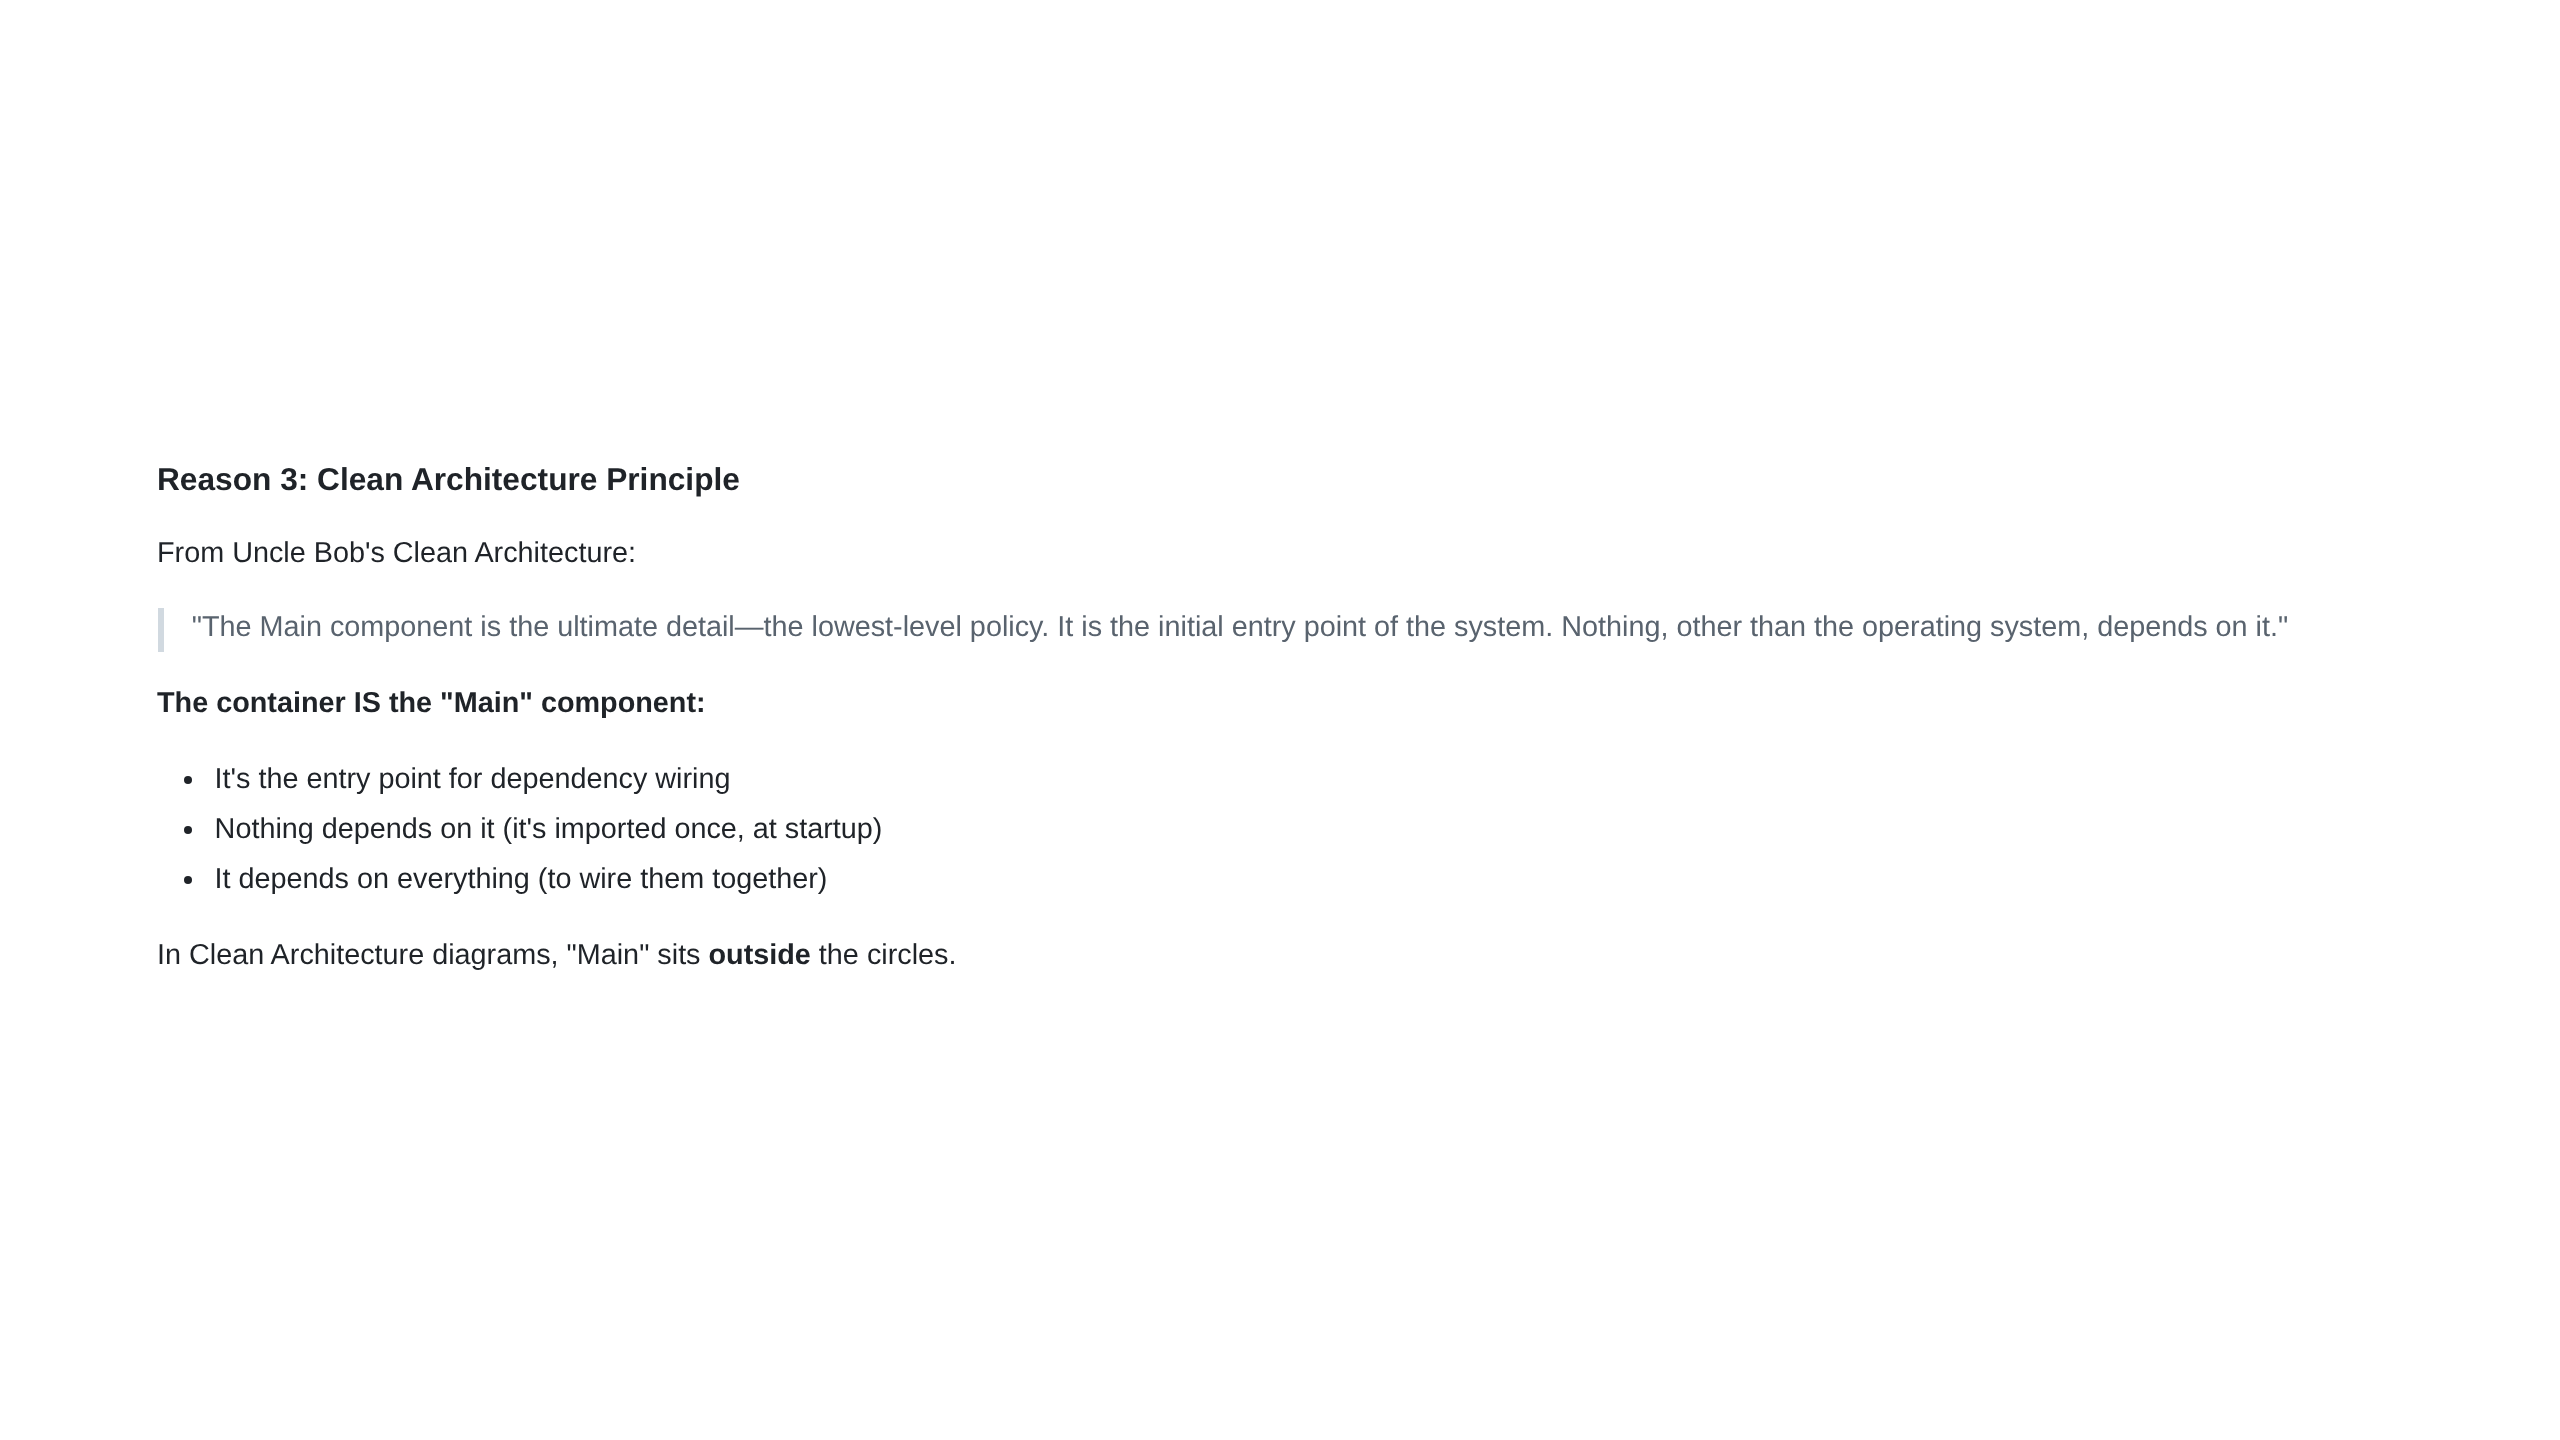 Reason 3: Clean Architecture Principle
From Uncle Bob's Clean Architecture:
"The Main component is the ultimate detail—the lowest-level policy. It is the initial entry point of the system. Nothing, other than the operating system, depends on it."
The container IS the "Main" component:
• It's the entry point for dependency wiring
• Nothing depends on it (it's imported once, at startup)
• It depends on everything (to wire them together)
In Clean Architecture diagrams, "Main" sits outside the circles.